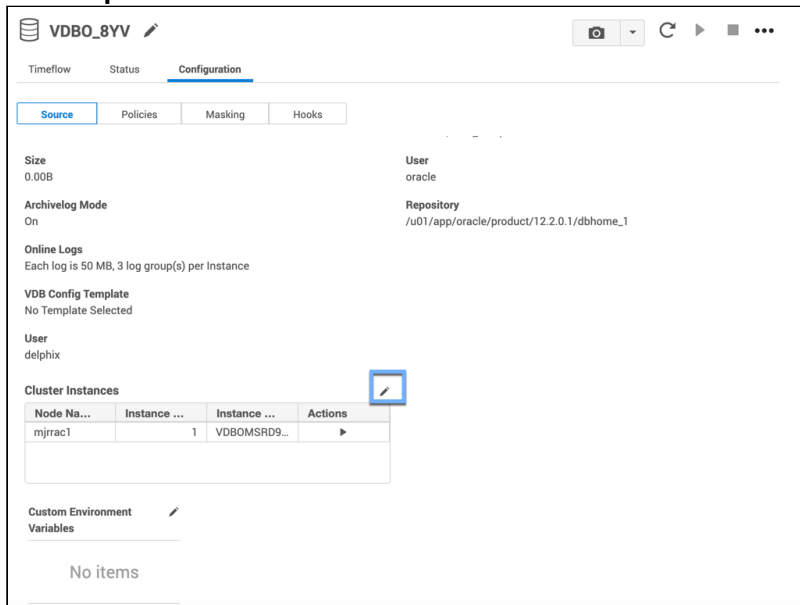 VDBO_8YV
Timeflow Status Configuration
Source Policies Masking Hooks
Size
0.00B
User
oracle
Archivelog Mode
On
Repository
/u01/app/oracle/product/12.2.0.1/dbhome_1
Online Logs
Each log is 50 MB, 3 log group(s) per Instance
VDB Config Template
No Template Selected
User
delphix
Cluster Instances
Node Na... Instance ... Instance ... Actions
mjrrac1 1 VDBOMSRD9...
Custom Environment
Variables
No items